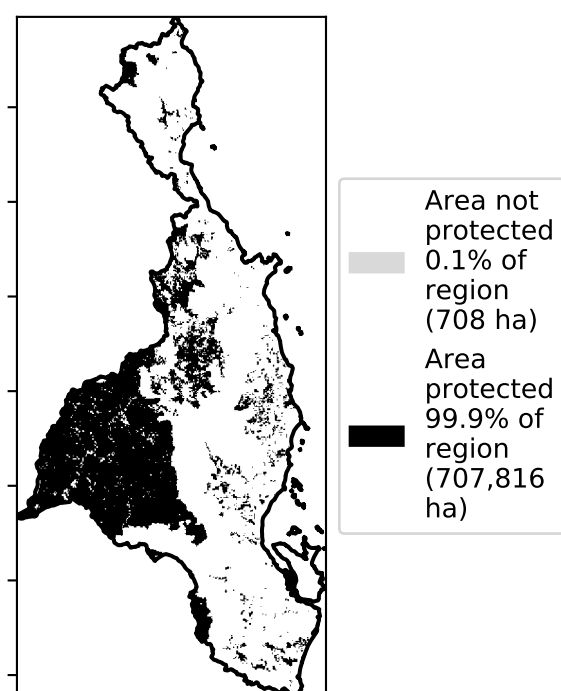 Area not
protected
0.1% of
region
(708 ha)
Area
protected
99.9% of
region
(707,816
ha)